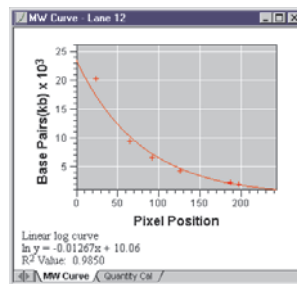 MW Curve - Lane 12
Base Pairs(kb) x 10³
25
20
15
10
5
0
50
100
150
200
Pixel Position
Linear log curve
ln y = -0.01267x + 10.06
R² Value: 0.9850
MW Curve
Quantity Cal